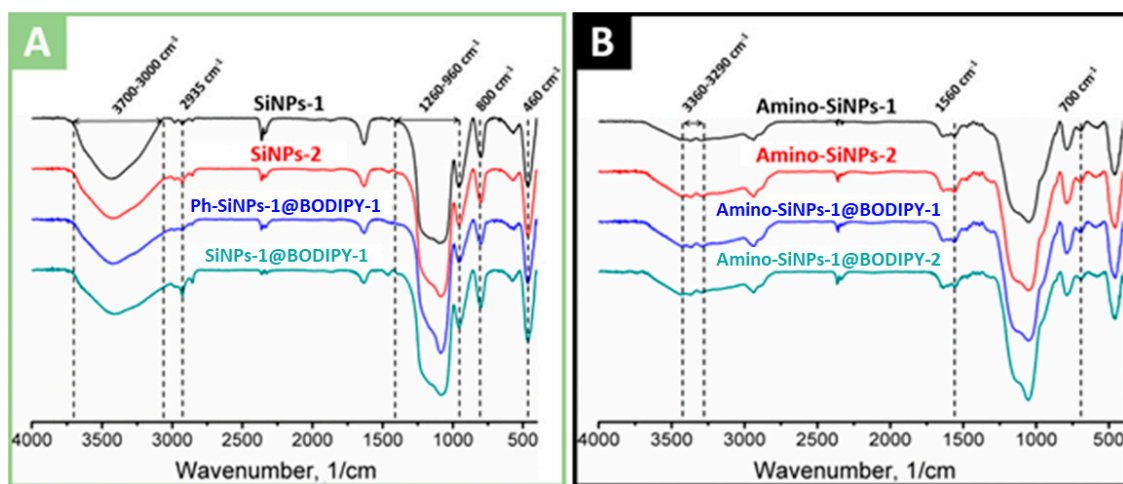 A
3700-3000 cm⁻¹
2935 cm⁻¹
1260-960 cm⁻¹
800 cm⁻¹
460 cm⁻¹
SiNPs-1
SiNPs-2
Ph-SiNPs-1@BODIPY-1
SiNPs-1@BODIPY-1
4000 3500 3000 2500 2000 1500 1000 500
Wavenumber, 1/cm
B
3360-3290 cm⁻¹
1560 cm⁻¹
700 cm⁻¹
Amino-SiNPs-1
Amino-SiNPs-2
Amino-SiNPs-1@BODIPY-1
Amino-SiNPs-1@BODIPY-2
4000 3500 3000 2500 2000 1500 1000 500
Wavenumber, 1/cm